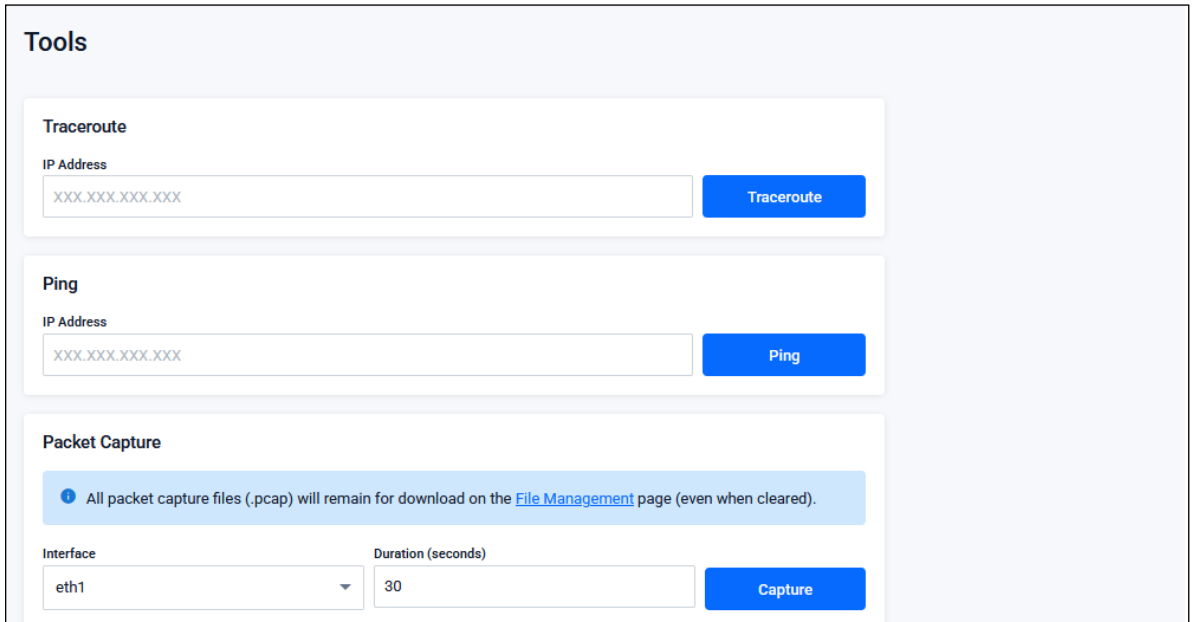 Tools
Traceroute
IP Address
XXX.XXX.XXX.XXX
Traceroute
Ping
IP Address
XXX.XXX.XXX.XXX
Ping
Packet Capture
All packet capture files (.pcap) will remain for download on the File Management page (even when cleared).
Interface
Duration (seconds)
eth1
30
Capture